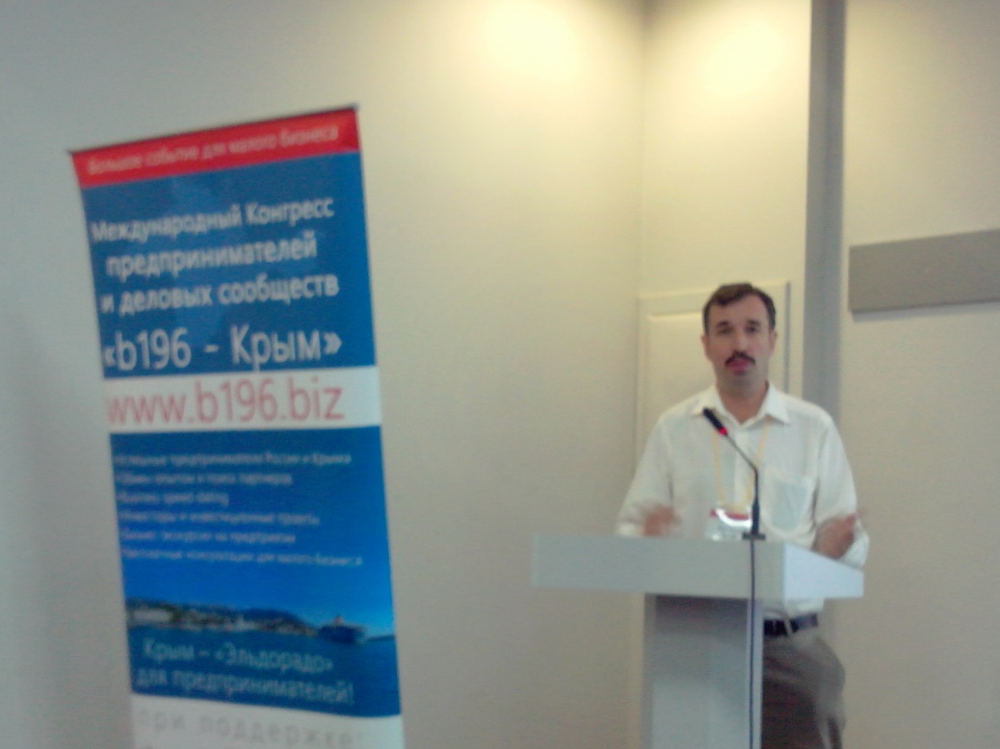 Большое событие для малого бизнеса
Международный Конгресс
предпринимателей
и деловых сообществ
«b196 - Крым»
www.b196.biz
Успешные предприниматели России и Крыма
Обмен опытом и поиск партнеров
Business speed dating
Инвесторы и инвестиционные проекты
Бизнес экскурсии на предприятия
Бесплатные консультации для малого бизнеса
Крым – «Эльдорадо»
для предпринимателей!
при поддержке